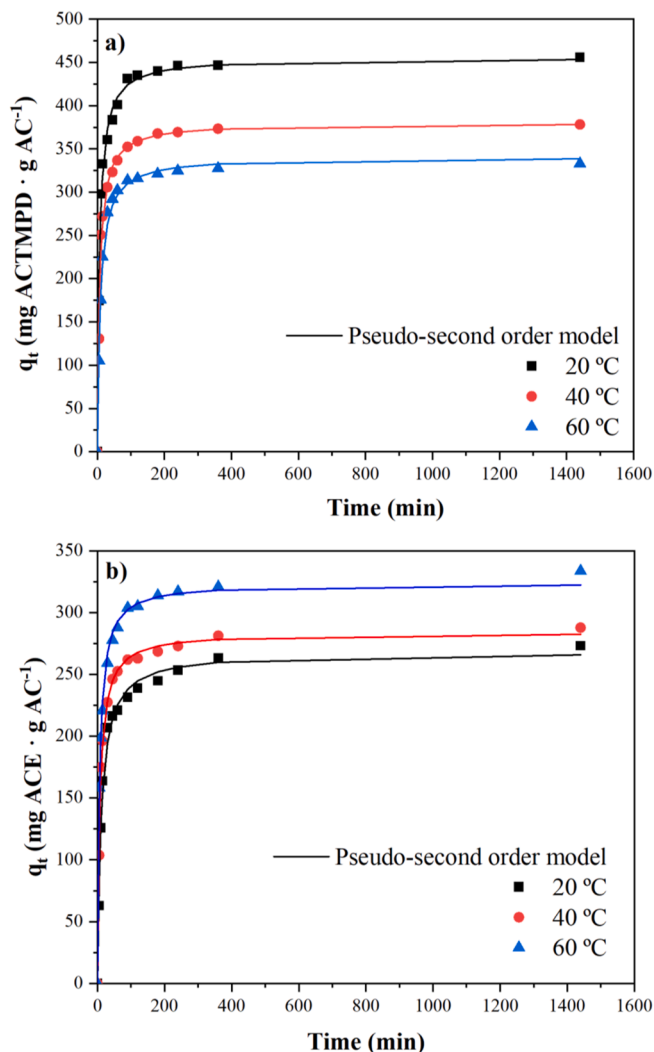 a)
500
450
400
350
300
250
200
150
100
50
0
qt (mg ACTMPD · g AC-1)
Pseudo-second order model
20 ºC
40 ºC
60 ºC
0 200 400 600 800 1000 1200 1400 1600
Time (min)
b)
350
300
250
200
150
100
50
0
qt (mg ACE · g AC-1)
Pseudo-second order model
20 ºC
40 ºC
60 ºC
0 200 400 600 800 1000 1200 1400 1600
Time (min)